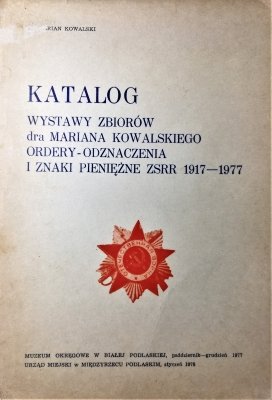 MARIAN KOWALSKI
KATALOG
WYSTAWY ZBIORÓW
dra MARIANA KOWALSKIEGO
ORDERY-ODZNACZENIA
I ZNAKI PIENIĘŻNE ZSRR 1917—1977
MUZEUM OKRĘGOWE W BIAŁEJ PODLASKIEJ, październik—grudzień 1977
URZĄD MIEJSKI w MIĘDZYRZECU PODLASKIM, styczeń 1978